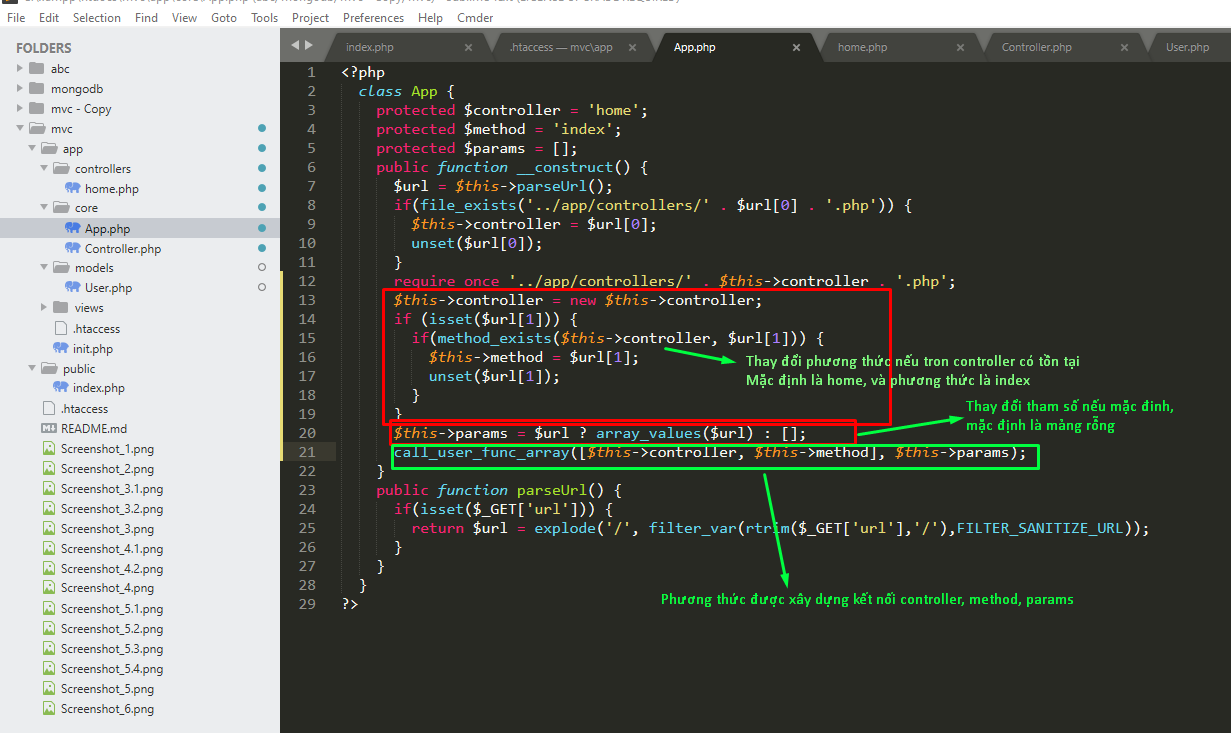 File Edit Selection Find View Goto Tools Project Preferences Help Cmder
FOLDERS
abc
mongodb
mvc - Copy
mvc
app
controllers
home.php
core
App.php
Controller.php
models
User.php
views
.htaccess
init.php
public
index.php
.htaccess
README.md
Screenshot_1.png
Screenshot_2.png
Screenshot_3.1.png
Screenshot_3.2.png
Screenshot_3.png
Screenshot_4.1.png
Screenshot_4.2.png
Screenshot_4.png
Screenshot_5.1.png
Screenshot_5.2.png
Screenshot_5.3.png
Screenshot_5.4.png
Screenshot_5.png
Screenshot_6.png
index.php .htaccess — mvc\app App.php home.php Controller.php User.php
1 <?php
2 class App {
3 protected $controller = 'home';
4 protected $method = 'index';
5 protected $params = [];
6 public function __construct() {
7 $url = $this->parseUrl();
8 if(file_exists('../app/controllers/' . $url[0] . '.php')) {
9 $this->controller = $url[0];
10 unset($url[0]);
11 }
12 require_once '../app/controllers/' . $this->controller . '.php';
13 $this->controller = new $this->controller;
14 if (isset($url[1])) {
15 if(method_exists($this->controller, $url[1])) {
16 $this->method = $url[1];
17 unset($url[1]);
18 }
19 }
20 $this->params = $url ? array_values($url) : [];
21 call_user_func_array([$this->controller, $this->method], $this->params);
22 }
23 public function parseUrl() {
24 if(isset($_GET['url'])) {
25 return $url = explode('/', filter_var(rtrim($_GET['url'],'/'),FILTER_SANITIZE_URL));
26 }
27 }
28 }
29 ?>
Thay đổi phương thức nếu tron controller có tồn tại
Mặc định là home, và phương thức là index
Thay đổi tham số nếu mặc đinh,
mặc định là mảng rỗng
Phương thức được xây dựng kết nối controller, method, params